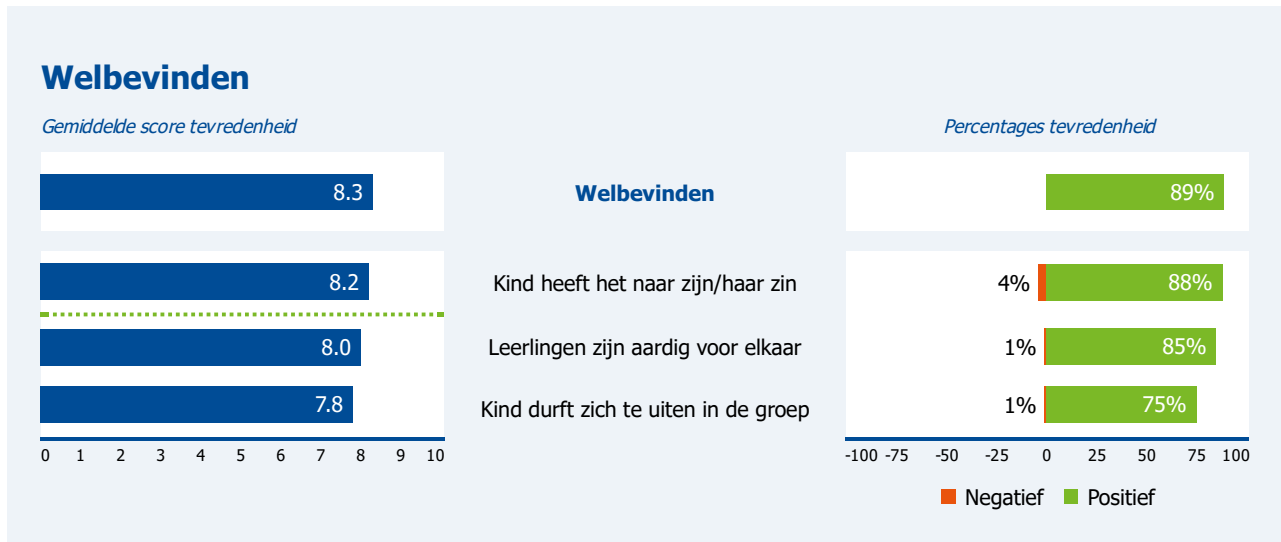 Welbevinden
Gemiddelde score tevredenheid
Percentages tevredenheid
8.3
Welbevinden
89%
8.2
Kind heeft het naar zijn/haar zin
4%
88%
8.0
Leerlingen zijn aardig voor elkaar
1%
85%
7.8
Kind durft zich te uiten in de groep
1%
75%
0 1 2 3 4 5 6 7 8 9 10
-100 -75 -50 -25 0 25 50 75 100
Negatief Positief